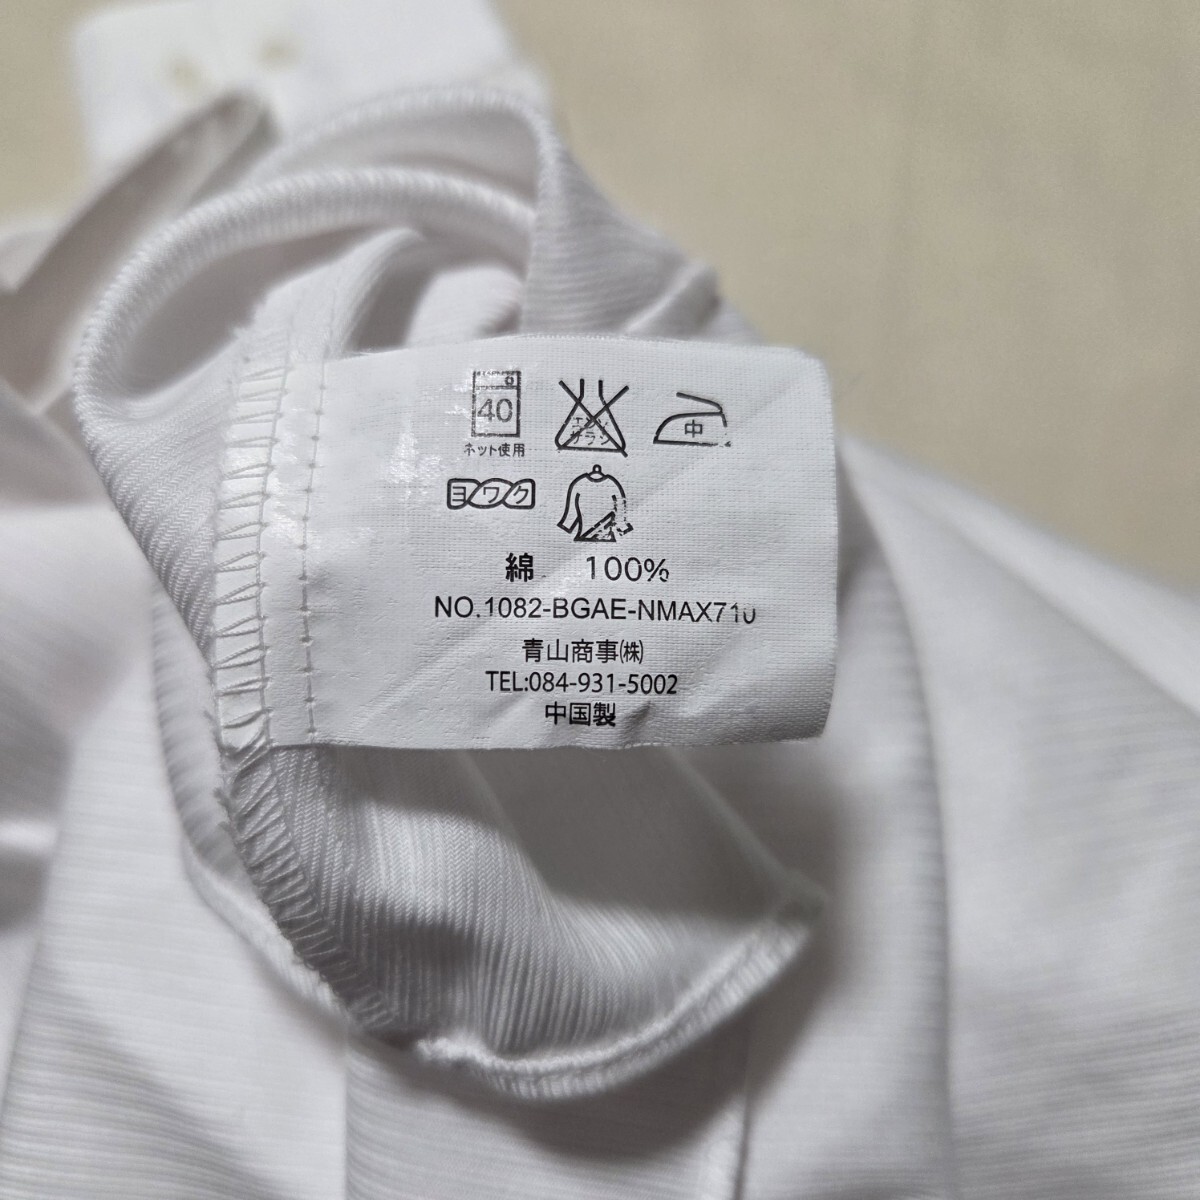 40 エンソサラシ 中
ネット使用
ヨワク
綿 100%
NO.1082-BGAE-NMAX710
青山商事㈱
TEL:084-931-5002
中国製